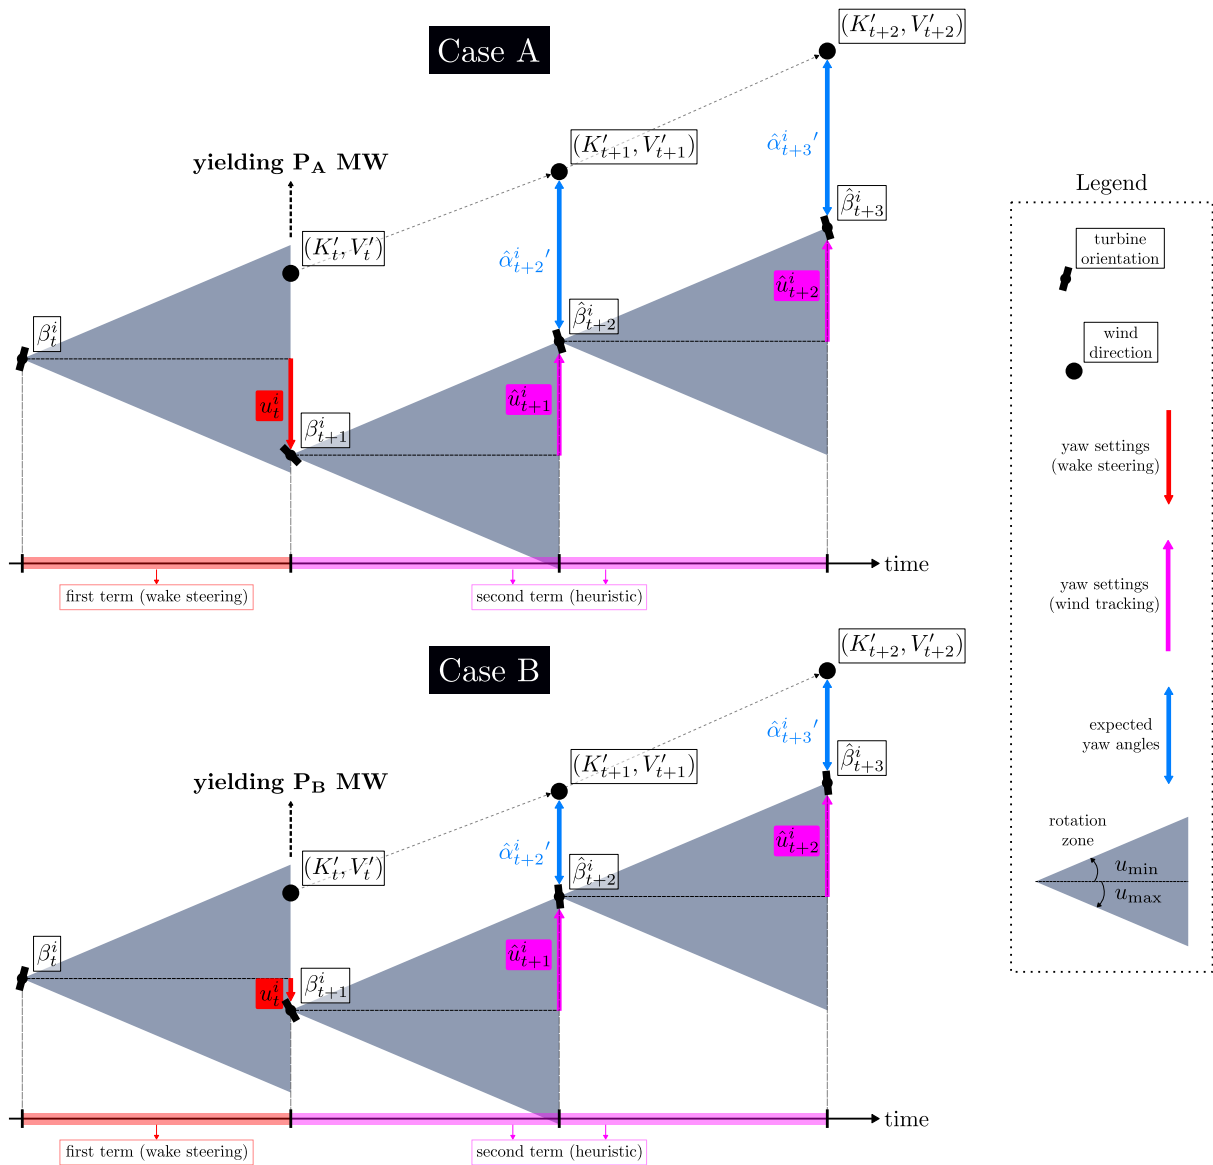 Case A
(K′_{t+2}, V′_{t+2})
(K′_{t+1}, V′_{t+1})
α̂^i_{t+3}′
yielding P_A MW
Legend
β̂^i_{t+3}
turbine
orientation
(K′_t, V′_t)
α̂^i_{t+2}′
û^i_{t+2}
β^i_t
β̂^i_{t+2}
wind
direction
u^i_t
û^i_{t+1}
β^i_{t+1}
yaw settings
(wake steering)
time
first term (wake steering)
second term (heuristic)
yaw settings
(wind tracking)
Case B
(K′_{t+2}, V′_{t+2})
(K′_{t+1}, V′_{t+1})
α̂^i_{t+3}′
expected
yaw angles
yielding P_B MW
β̂^i_{t+3}
(K′_t, V′_t)
α̂^i_{t+2}′
û^i_{t+2}
β̂^i_{t+2}
rotation
zone
u_min
u_max
β^i_t
û^i_{t+1}
u^i_t
β^i_{t+1}
time
first term (wake steering)
second term (heuristic)